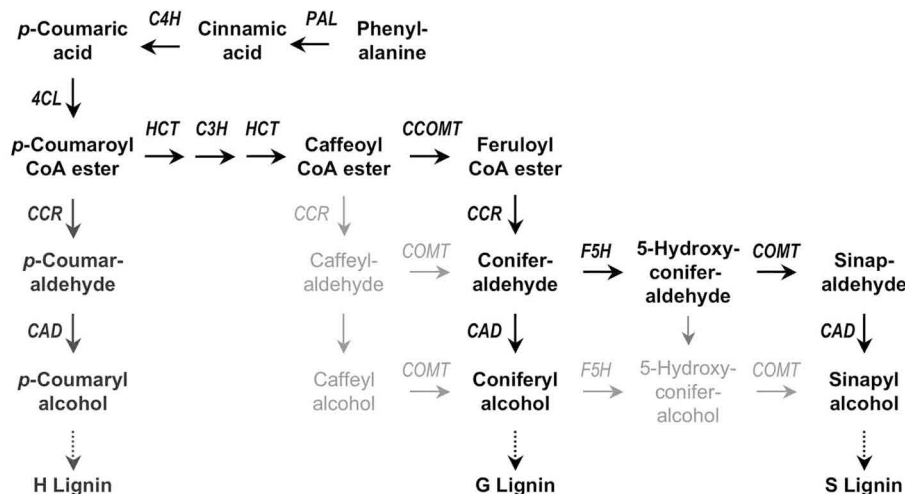 p-Coumaric acid C4H Cinnamic acid PAL Phenyl-alanine
4CL
p-Coumaroyl CoA ester HCT C3H HCT Caffeoyl CoA ester CCOMT Feruloyl CoA ester
CCR CCR CCR
p-Coumar-aldehyde Caffeyl-aldehyde COMT Conifer-aldehyde F5H 5-Hydroxy-conifer-aldehyde COMT Sinap-aldehyde
CAD CAD CAD
p-Coumaryl alcohol Caffeyl alcohol COMT Coniferyl alcohol F5H 5-Hydroxy-conifer-alcohol COMT Sinapyl alcohol
H Lignin G Lignin S Lignin